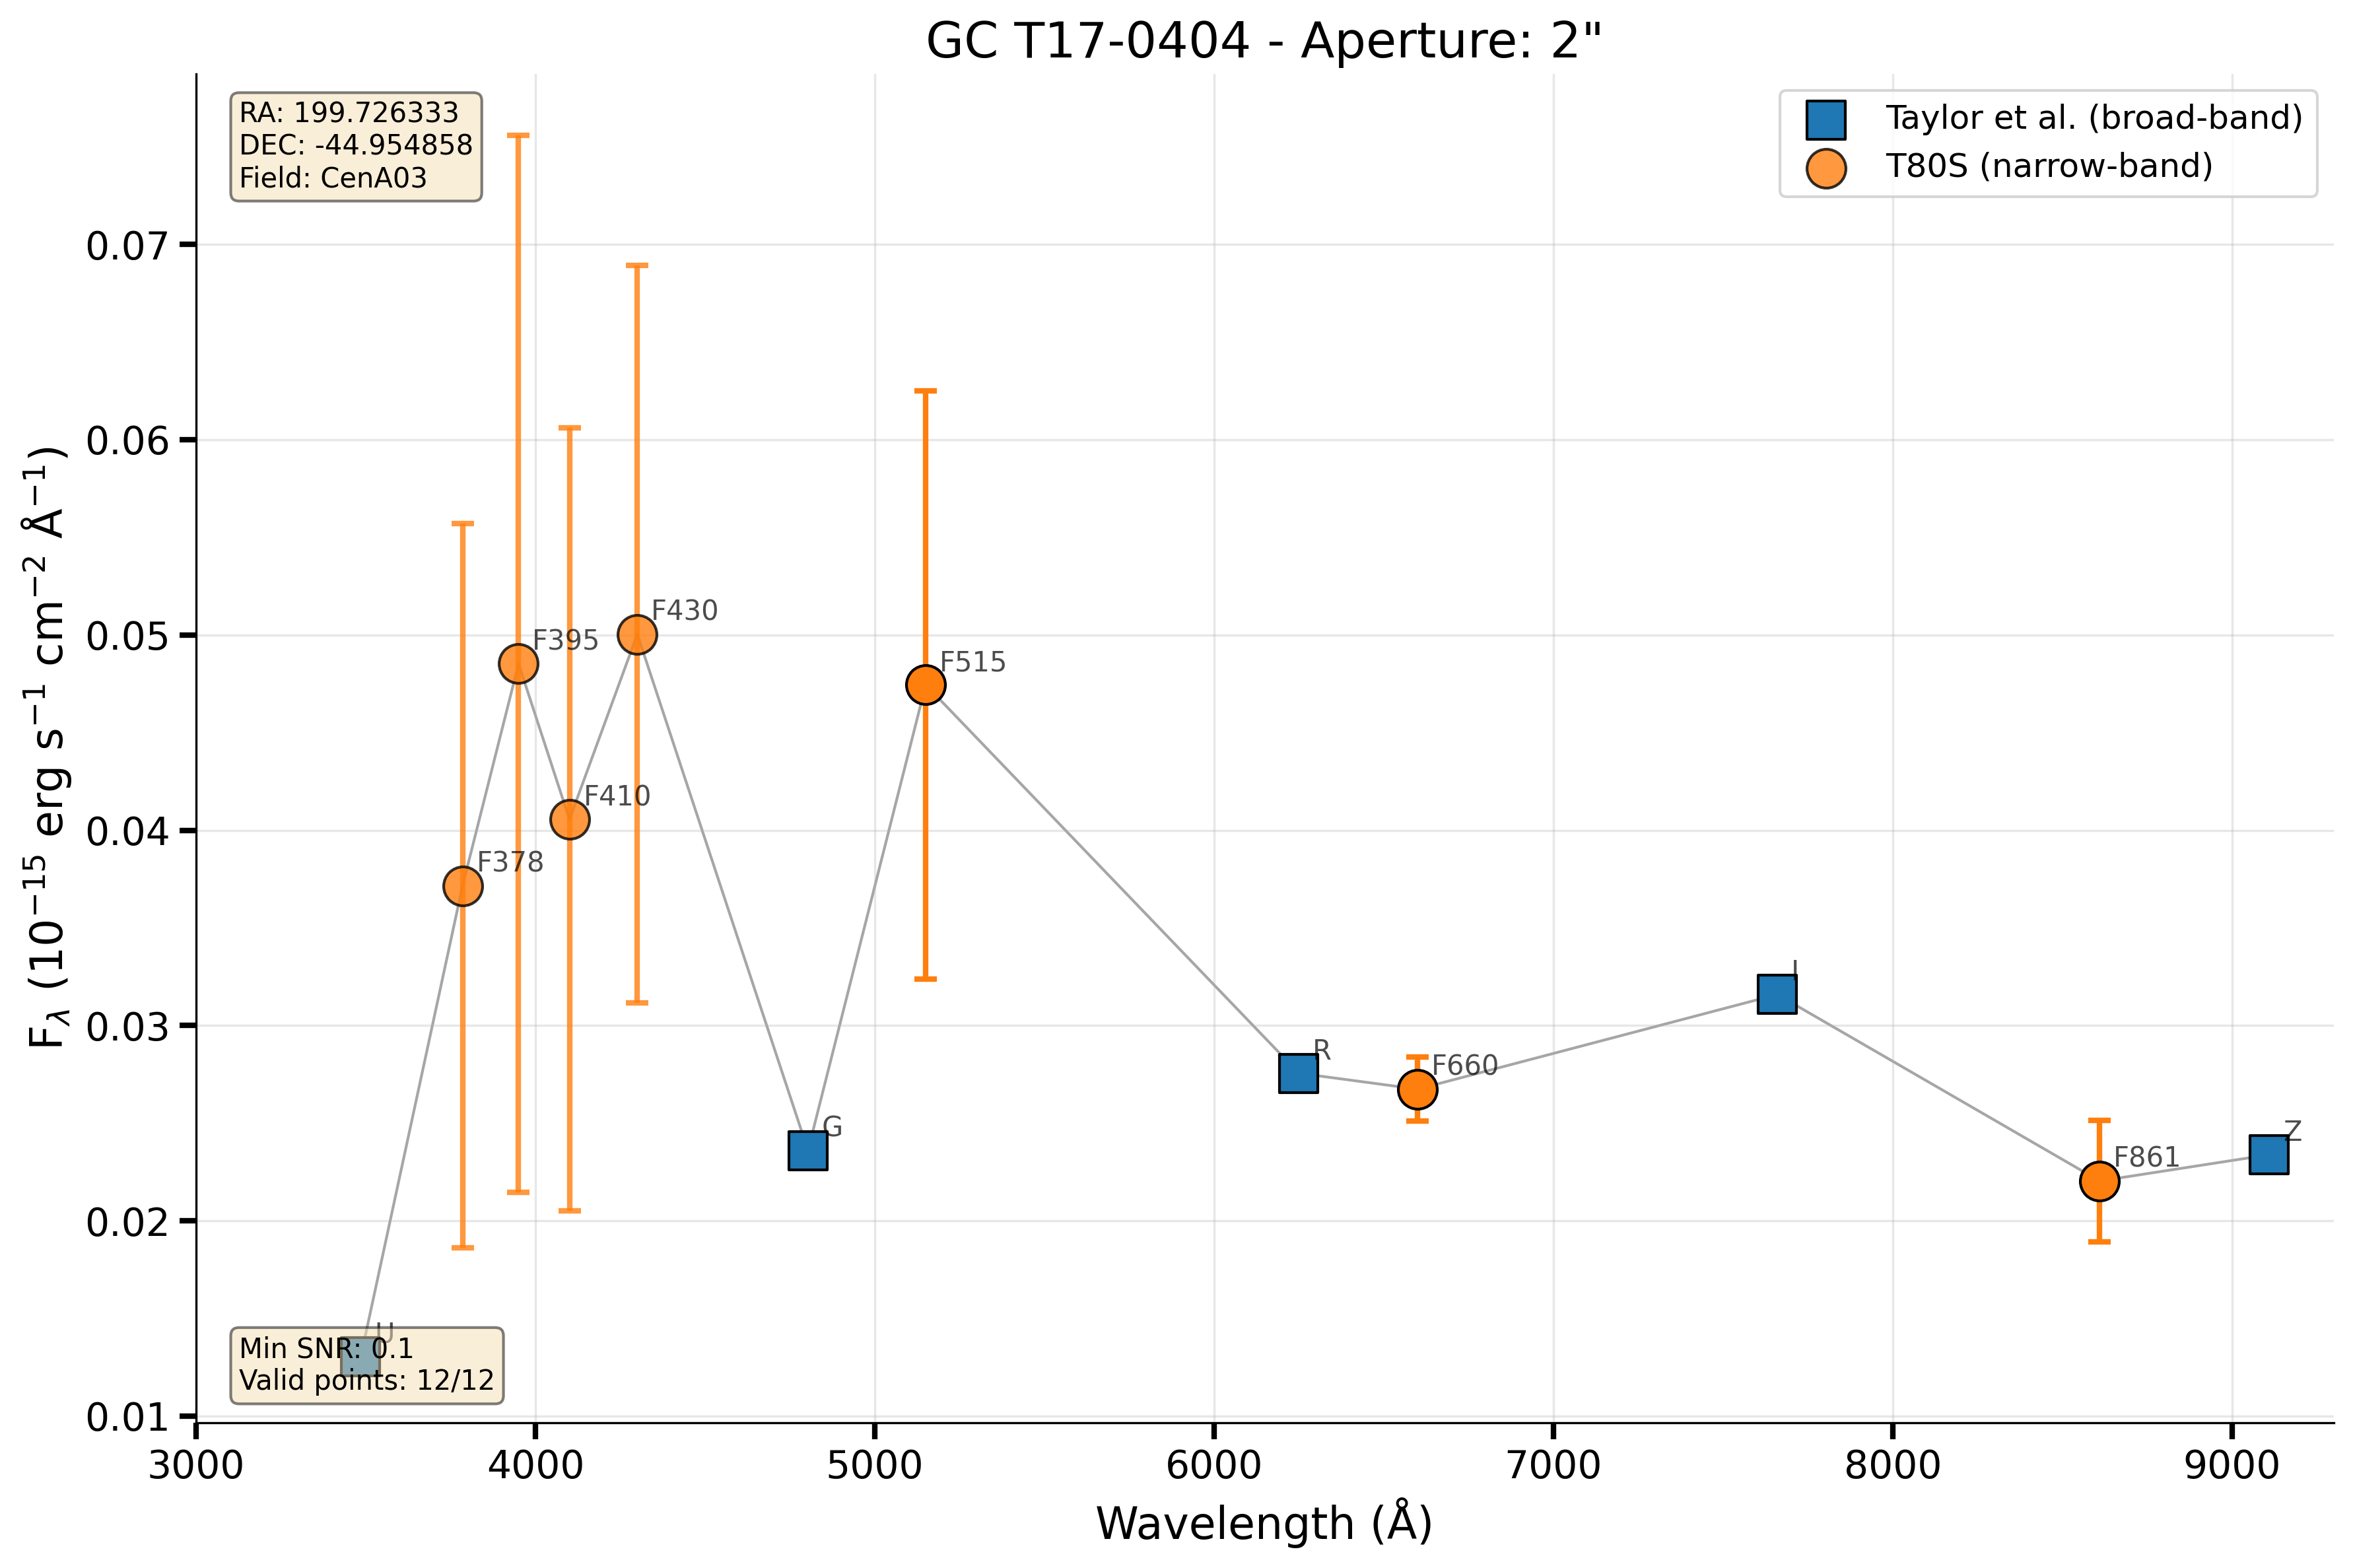 GC T17-0404 - Aperture: 2"
RA: 199.726333
DEC: -44.954858
Field: CenA03
Taylor et al. (broad-band)
T80S (narrow-band)
F$_{λ}$ (10$^{−15}$ erg s$^{−1}$ cm$^{−2}$ Å$^{−1}$)
0.07
0.06
0.05
0.04
0.03
0.02
0.01
F395
F430
F515
F410
F378
I
R
F660
G
Z
F861
U
Min SNR: 0.1
Valid points: 12/12
3000
4000
5000
6000
7000
8000
9000
Wavelength (Å)